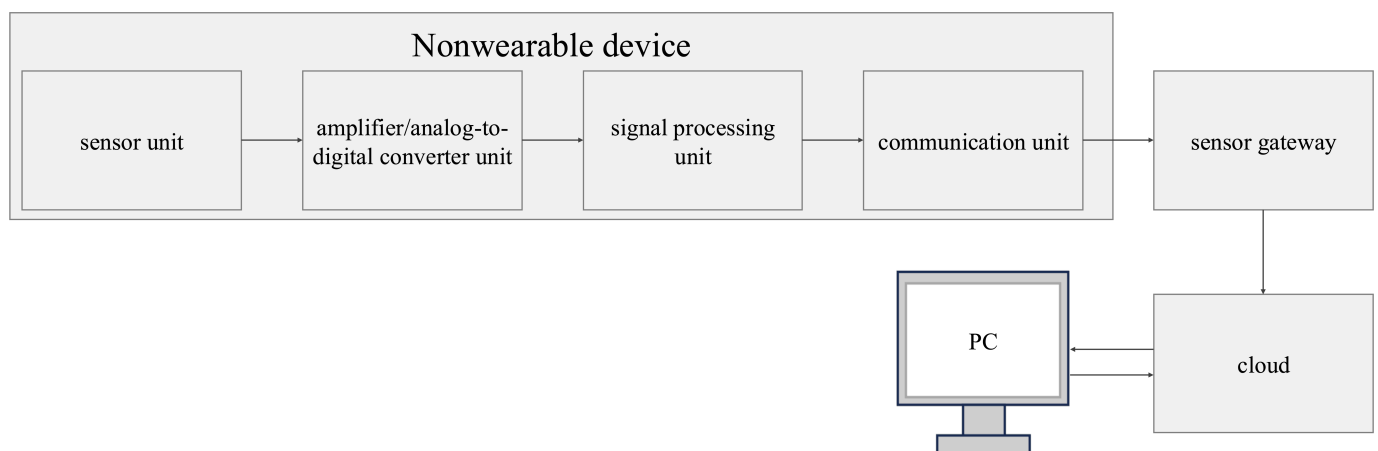 Nonwearable device
sensor unit
amplifier/analog-to-
digital converter unit
signal processing
unit
communication unit
sensor gateway
PC
cloud